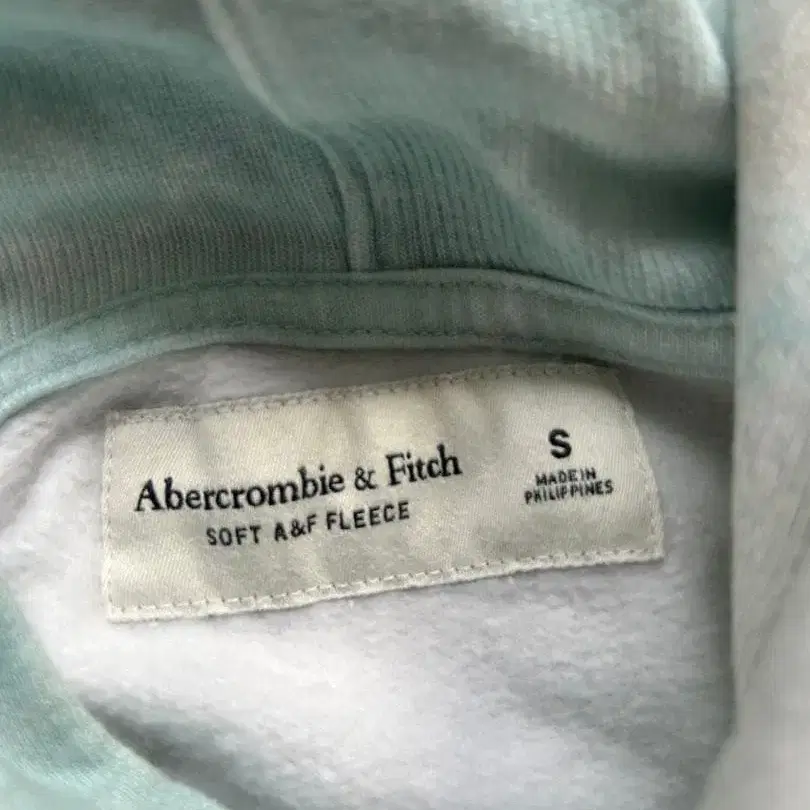 Abercrombie & Fitch
SOFT A&F FLEECE
S
MADE IN
PHILIPPINES